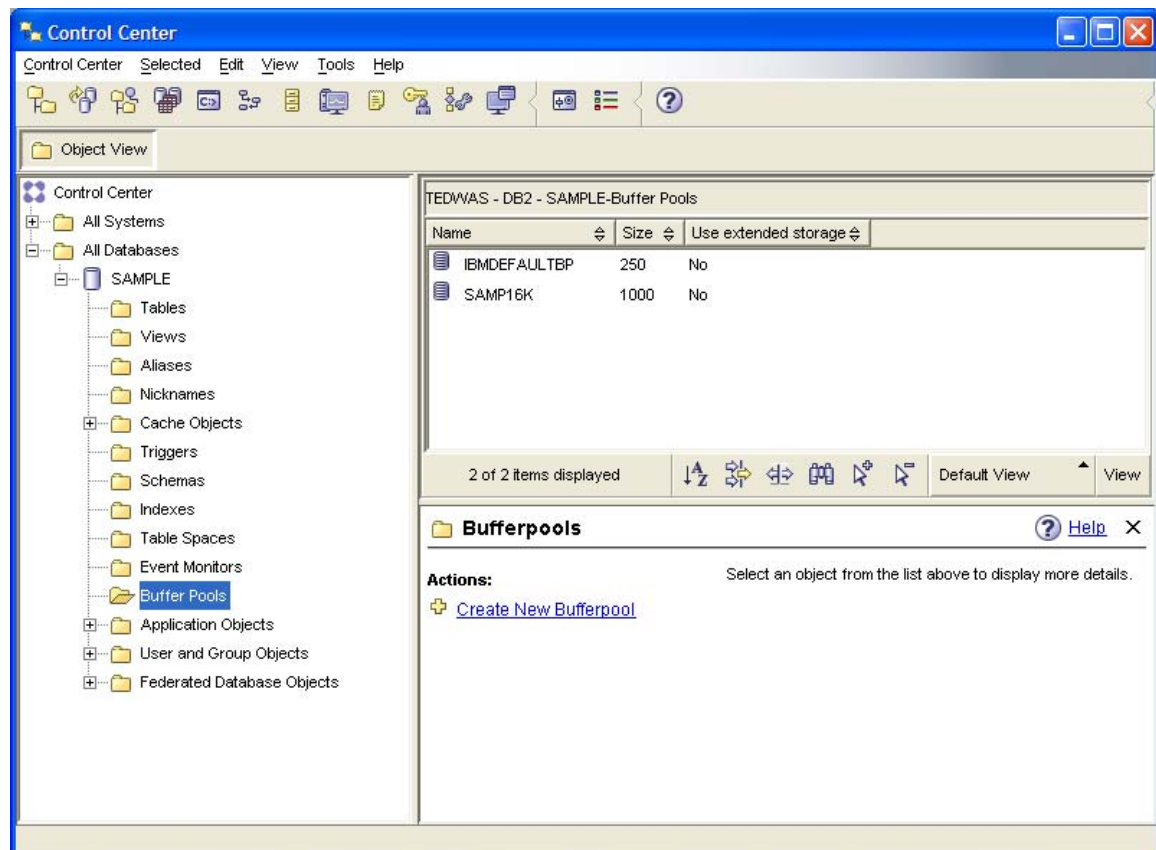 Control Center
Control Center Selected Edit View Tools Help
Object View
Control Center
All Systems
All Databases
SAMPLE
Tables
Views
Aliases
Nicknames
Cache Objects
Triggers
Schemas
Indexes
Table Spaces
Event Monitors
Buffer Pools
Application Objects
User and Group Objects
Federated Database Objects
TEDWAS - DB2 - SAMPLE-Buffer Pools
Name Size Use extended storage
IBMDEFAULTBP 250 No
SAMP16K 1000 No
2 of 2 items displayed Default View View
Bufferpools Help
Actions: Select an object from the list above to display more details.
Create New Bufferpool